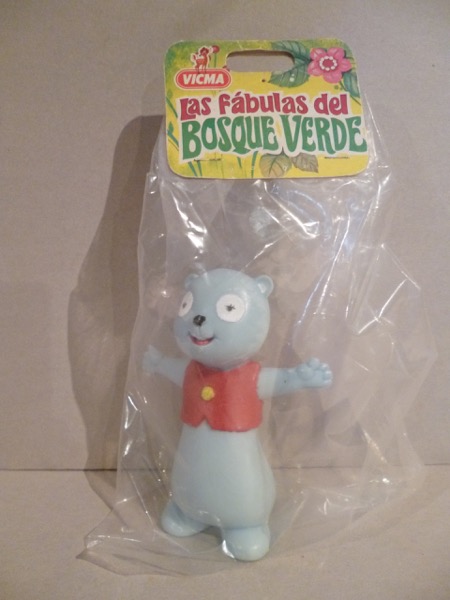 VICMA
Las fábulas del
BOSQUE VERDE